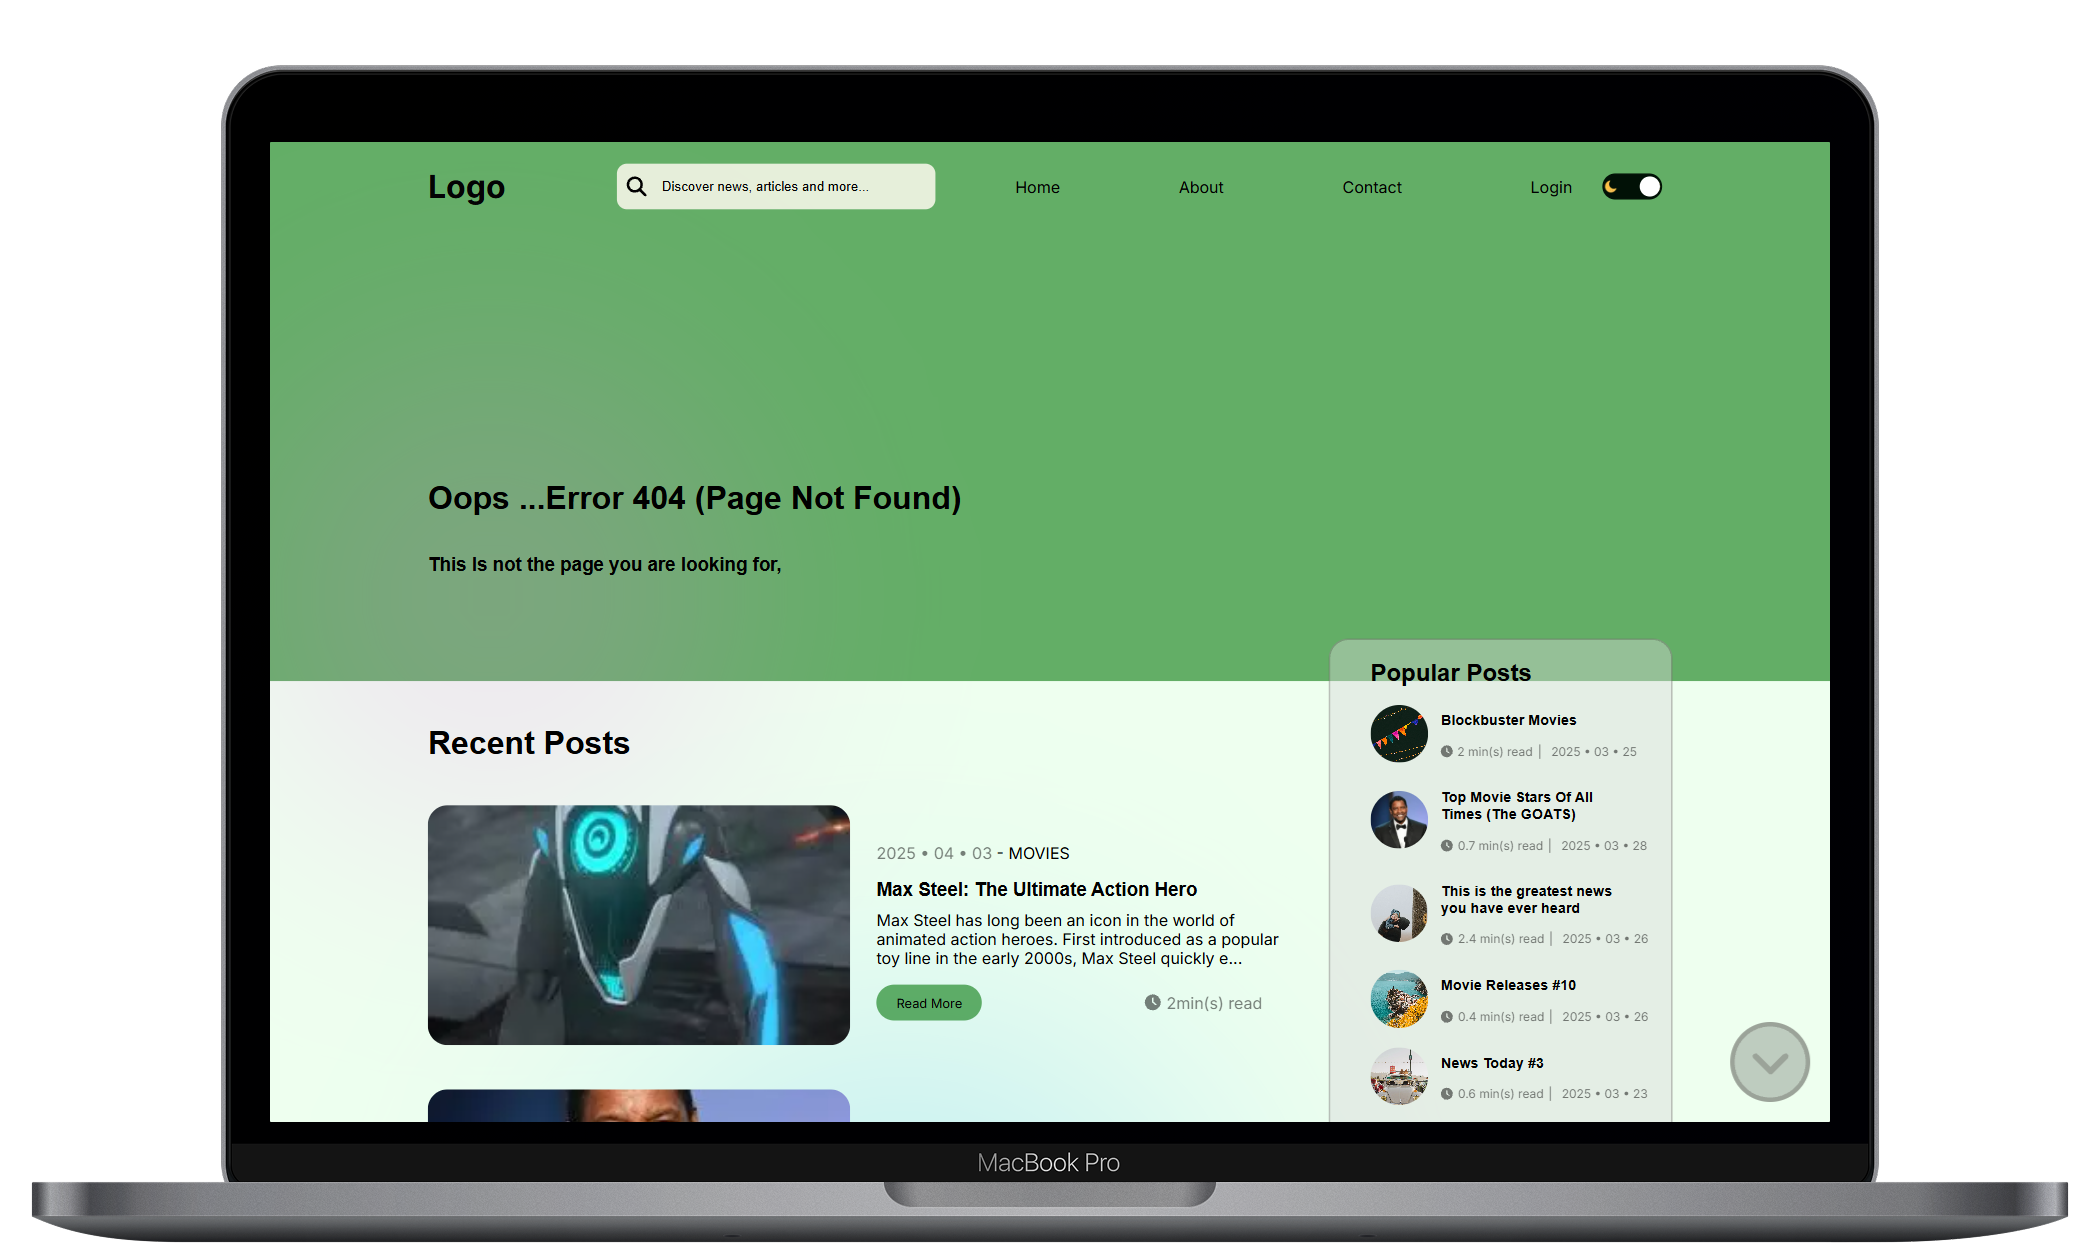 Logo
Discover news, articles and more...
Home
About
Contact
Login
Oops ...Error 404 (Page Not Found)
This Is not the page you are looking for,
Recent Posts
2025 • 04 • 03 - MOVIES
Max Steel: The Ultimate Action Hero
Max Steel has long been an icon in the world of
animated action heroes. First introduced as a popular
toy line in the early 2000s, Max Steel quickly e...
Read More
2min(s) read
Popular Posts
Blockbuster Movies
2 min(s) read | 2025 • 03 • 25
Top Movie Stars Of All
Times (The GOATS)
0.7 min(s) read | 2025 • 03 • 28
This is the greatest news
you have ever heard
2.4 min(s) read | 2025 • 03 • 26
Movie Releases #10
0.4 min(s) read | 2025 • 03 • 26
News Today #3
0.6 min(s) read | 2025 • 03 • 23
MacBook Pro